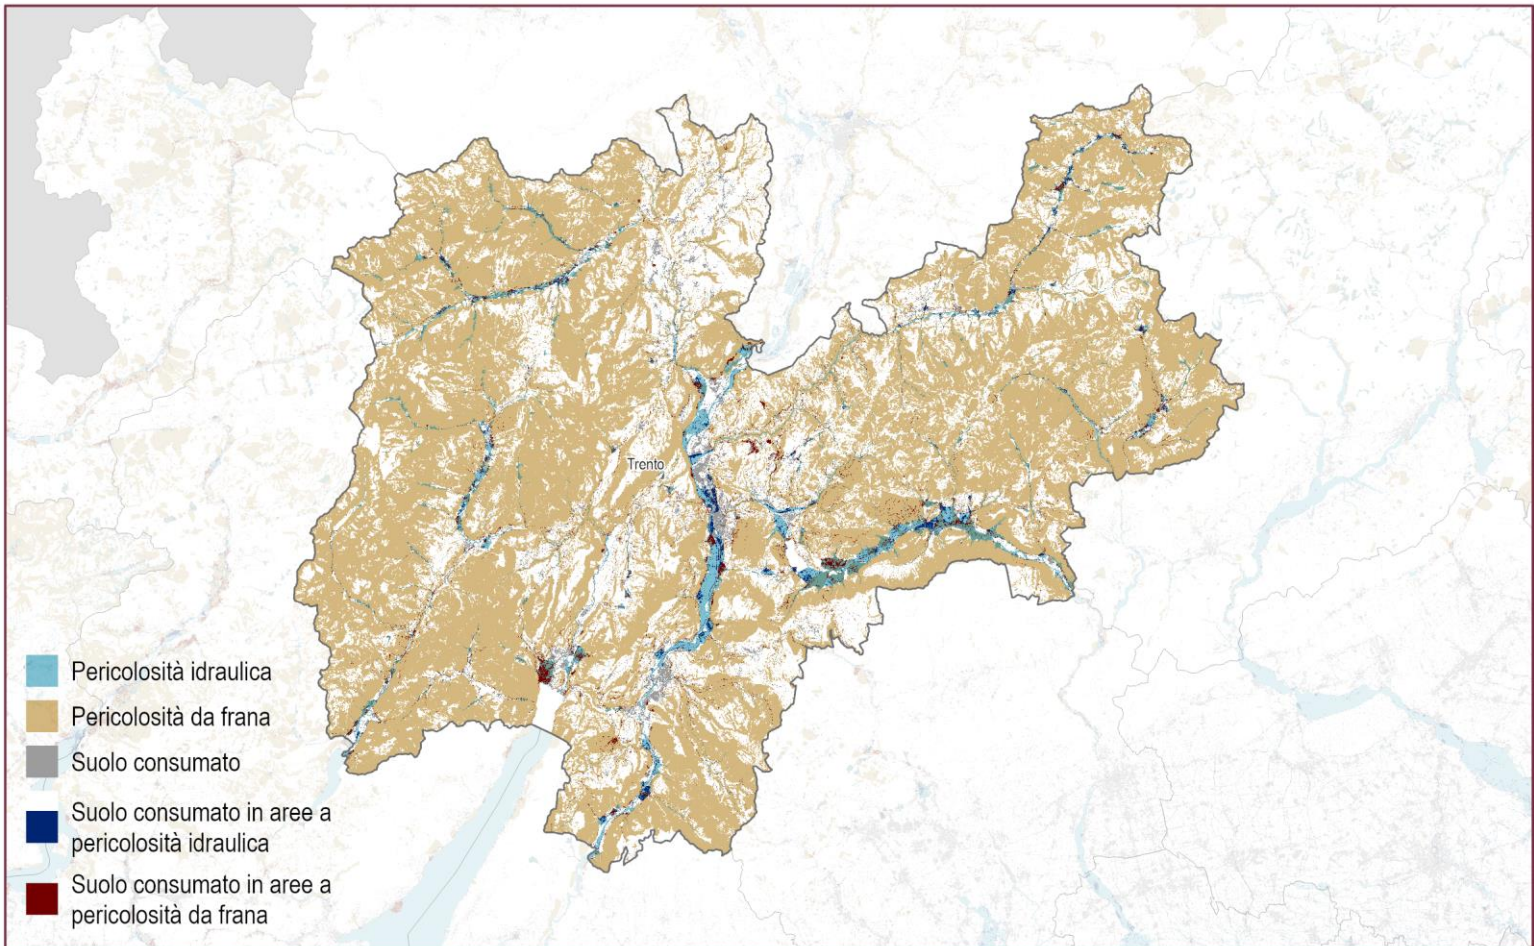 Trento
Pericolosità idraulica
Pericolosità da frana
Suolo consumato
Suolo consumato in aree a
pericolosità idraulica
Suolo consumato in aree a
pericolosità da frana